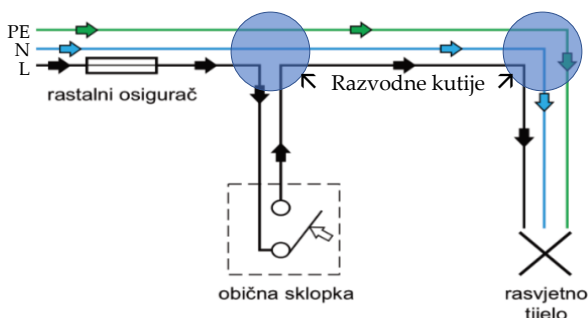 PE
N
L
rastalni osigurač
Razvodne kutije
obična sklopka
rasvjetno
tijelo